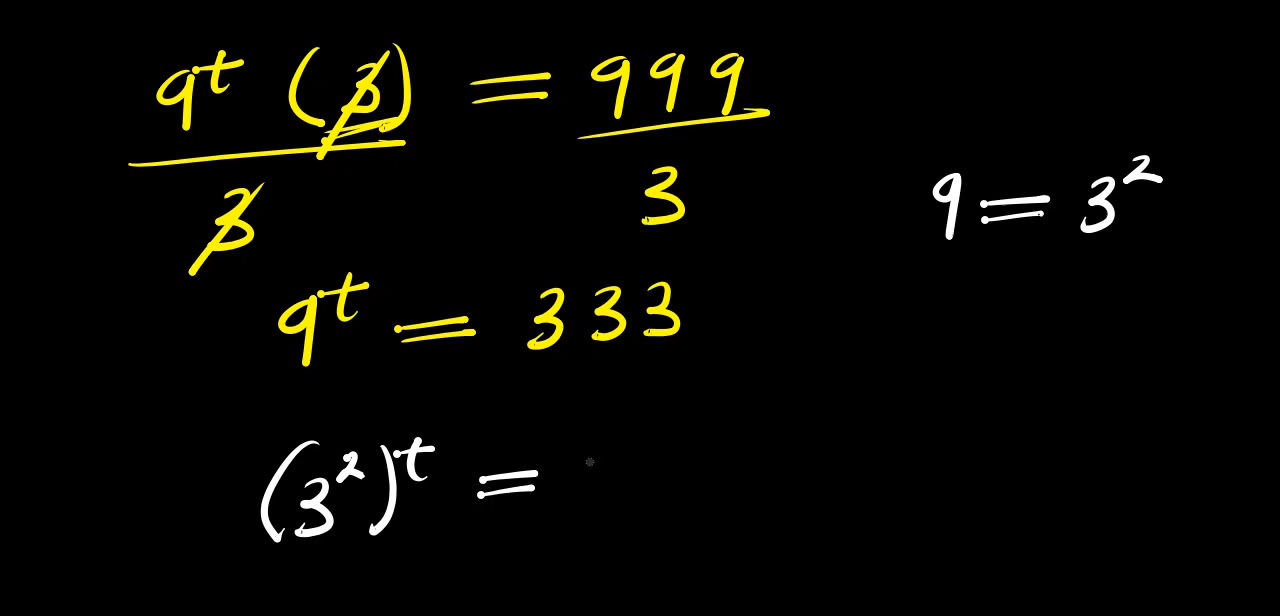 9^t (3) / 3 = 999 / 3
9 = 3^2
9^t = 333
(3^2)^t =